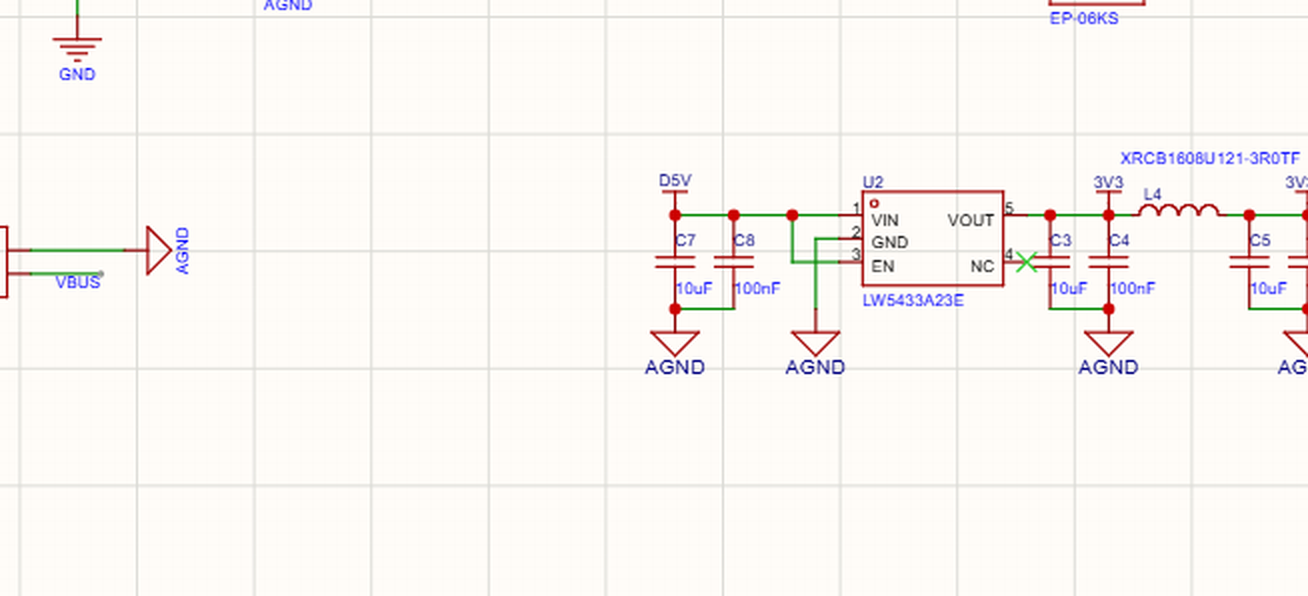 AGND
EP-06KS
GND
XRCB1608U121-3R0TF
D5V
U2
3V3
L4
1
VIN
VOUT
5
2
GND
3
EN
NC
4
C7
C8
C3
C4
C5
10uF
100nF
LW5433A23E
10uF
100nF
10uF
AGND
VBUS
AGND
AGND
AGND